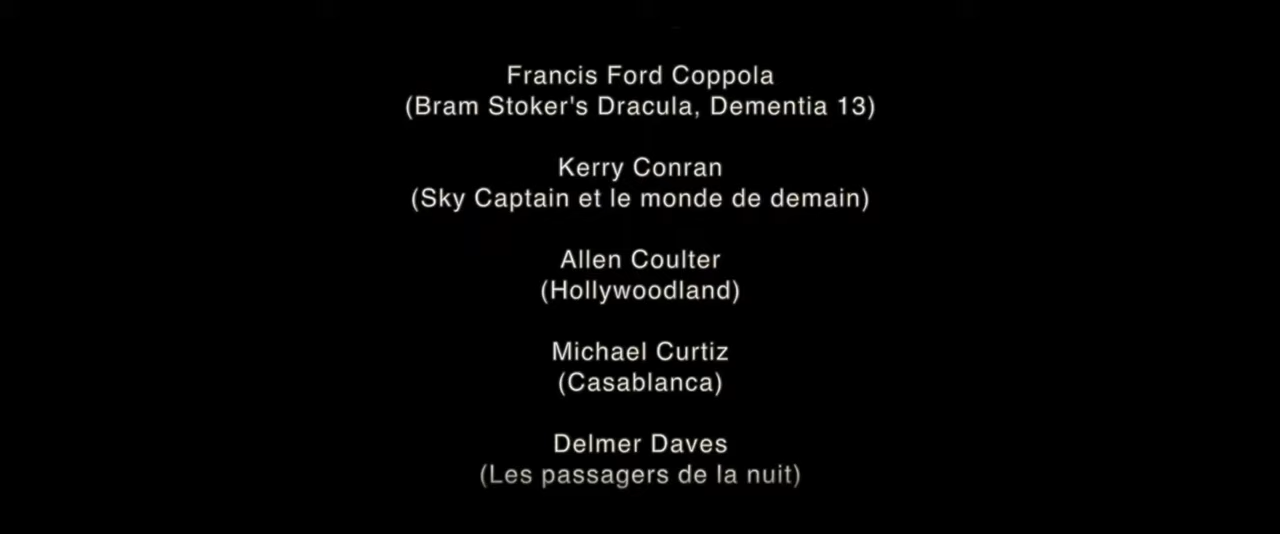 Francis Ford Coppola
(Bram Stoker's Dracula, Dementia 13)
Kerry Conran
(Sky Captain et le monde de demain)
Allen Coulter
(Hollywoodland)
Michael Curtiz
(Casablanca)
Delmer Daves
(Les passagers de la nuit)